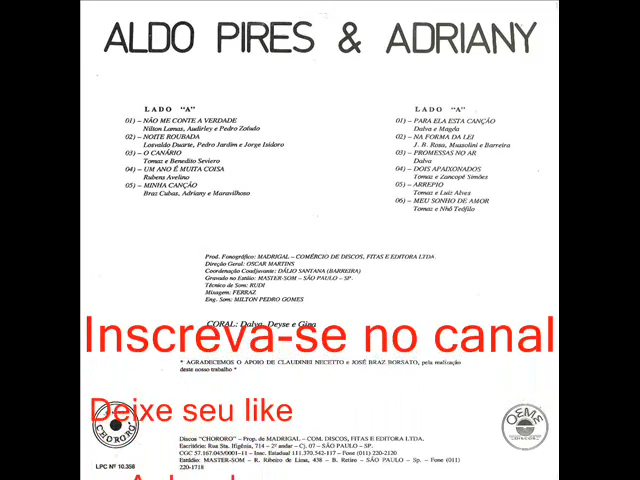 ALDO PIRES & ADRIANY
LADO "A"
01) – NÃO ME CONTE A VERDADE
Nilton Lamas, Audirley e Pedro Zofudo
02) – NOITE ROUBADA
Losvaldo Duarte, Pedro Jardim e Jorge Isidoro
03) – O CANÁRIO
Tomaz e Benedito Seviero
04) – UM ANO É MUITA COISA
Rubens Avelino
05) – MINHA CANÇÃO
Braz Cubas, Adriany e Maravilhoso
LADO "A"
01) – PARA ELA ESTA CANÇÃO
Dalva e Magda
02) – NA FORMA DA LEI
J. B. Rosa, Mussolini e Barreira
03) – PROMESSAS NO AR
Dalva
04) – DOIS APAIXONADOS
Tomaz e Zancopé Simões
05) – ARREPIO
Tomaz e Luiz Alves
06) – MEU SONHO DE AMOR
Tomaz e Nhô Teófilo
Prod. Fonográfico: MADRIGAL – COMÉRCIO DE DISCOS, FITAS E EDITORA LTDA.
Direção Geral: OSCAR MARTINS
Coordenação Coadjuvante: DÁLIO SANTANA (BARREIRA)
Gravado no Estúdio: MASTER-SOM – SÃO PAULO – SP.
Técnico de Som: RUDI
Mixagem: FERRAZ
Eng. Som: MILTON PEDRO GOMES
CORAL: Dalva, Deyse e Gina
Inscreva-se no canal
* AGRADECEMOS O APOIO DE CLAUDINEI NECETTO e JOSÉ BRAZ BORSATO, pela realização
deste nosso trabalho *
Deixe seu like
CHORORÓ
Discos "CHORORO" – Prop. de MADRIGAL – COM. DISCOS, FITAS E EDITORA LTDA.
Escritório: Rua Sta. Ifigênia, 714 – 2º andar – Cj. 07 – SÃO PAULO – SP.
CGC 57.167.045/0001-11 – Insc. Estadual 111.370.542-117 – Fone (011) 220-2120
Estúdio: MASTER-SOM – R. Ribeiro de Lima, 438 – B. Retiro – SÃO PAULO – SP. – Fone (011)
220-1718
LPC Nº 10.358